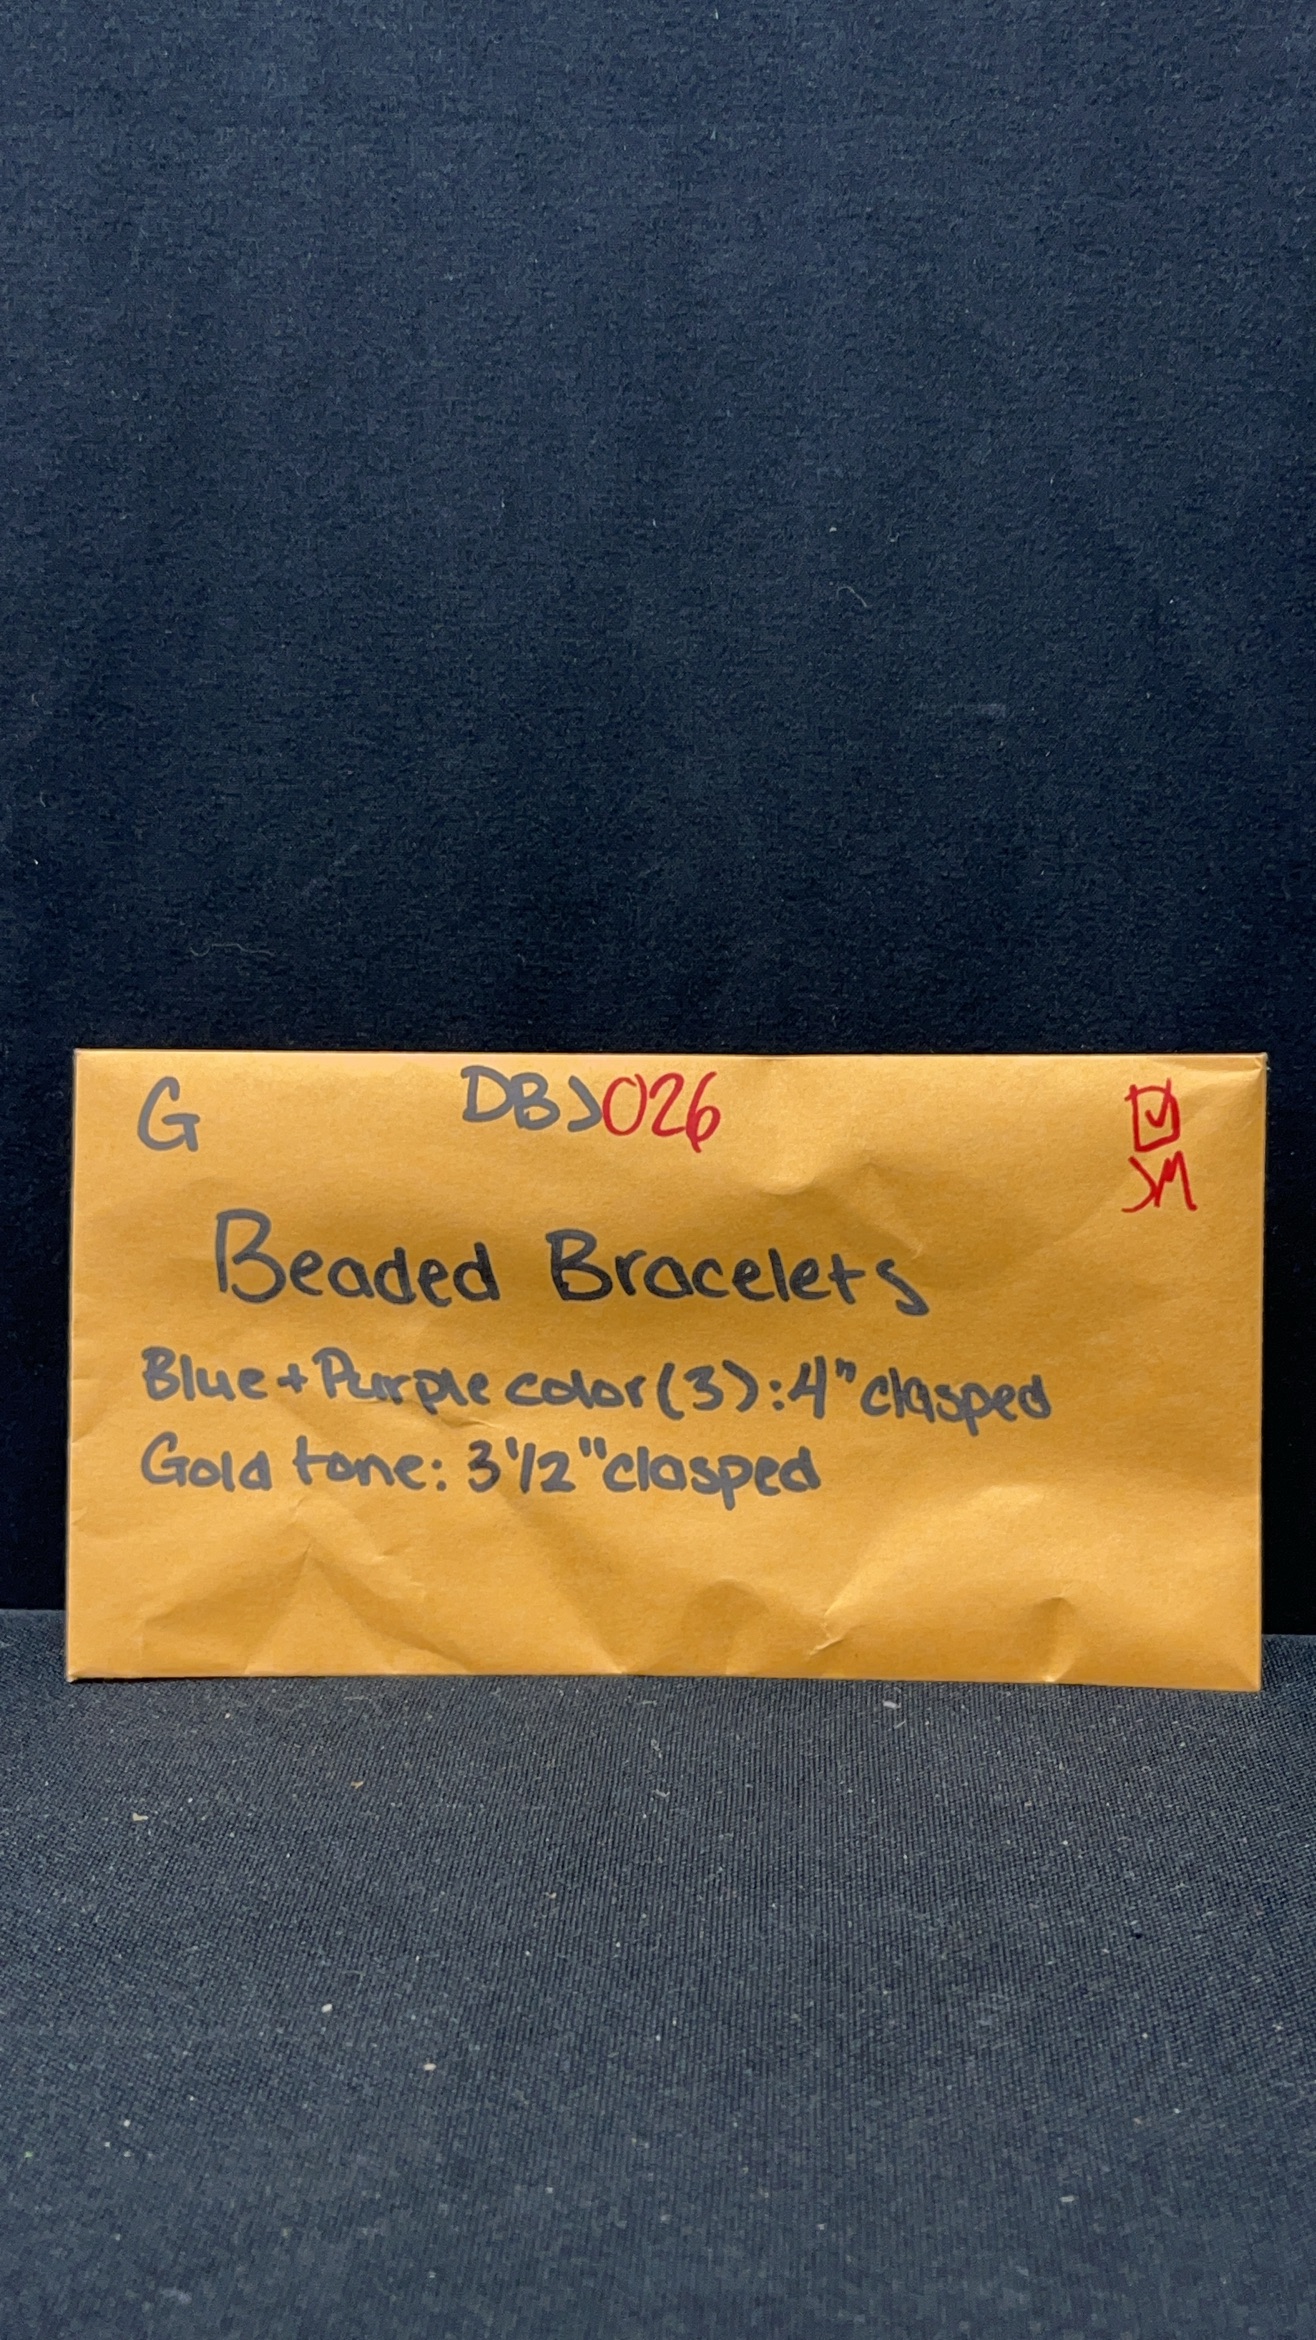 G DBJ026 ☑
JM
Beaded Bracelets
Blue + Purple color (3): 4" clasped
Gold tone: 3 1/2" clasped